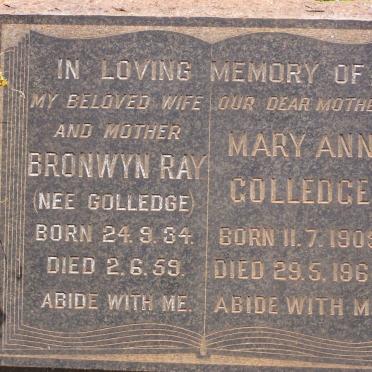 IN LOVING MEMORY OF
MY BELOVED WIFE
AND MOTHER
BRONWYN RAY
(NEE GOLLEDGE)
BORN 24.9.34.
DIED 2.6.59.
ABIDE WITH ME.
OUR DEAR MOTHE
MARY ANN
GOLLEDGE
BORN 11.7.1909
DIED 29.5.196
ABIDE WITH M